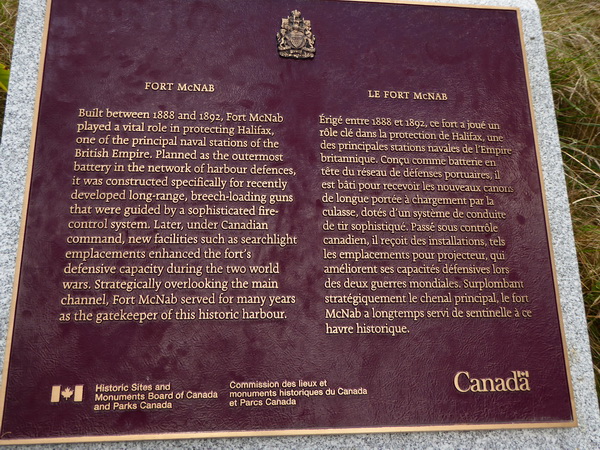 FORT McNAB
Built between 1888 and 1892, Fort McNab
played a vital role in protecting Halifax,
one of the principal naval stations of the
British Empire. Planned as the outermost
battery in the network of harbour defences,
it was constructed specifically for recently
developed long-range, breech-loading guns
that were guided by a sophisticated fire-
control system. Later, under Canadian
command, new facilities such as searchlight
emplacements enhanced the fort's
defensive capacity during the two world
wars. Strategically overlooking the main
channel, Fort McNab served for many years
as the gatekeeper of this historic harbour.
LE FORT McNAB
Érigé entre 1888 et 1892, ce fort a joué un
rôle clé dans la protection de Halifax, une
des principales stations navales de l'Empire
britannique. Conçu comme batterie en
tête du réseau de défenses portuaires, il
est bâti pour recevoir les nouveaux canons
de longue portée à chargement par la
culasse, dotés d'un système de conduite
de tir sophistiqué. Passé sous contrôle
canadien, il reçoit des installations, tels
les emplacements pour projecteur, qui
améliorent ses capacités défensives lors
des deux guerres mondiales. Surplombant
stratégiquement le chenal principal, le fort
McNab a longtemps servi de sentinelle à ce
havre historique.
Historic Sites and
Monuments Board of Canada
and Parks Canada
Commission des lieux et
monuments historiques du Canada
et Parcs Canada
Canada